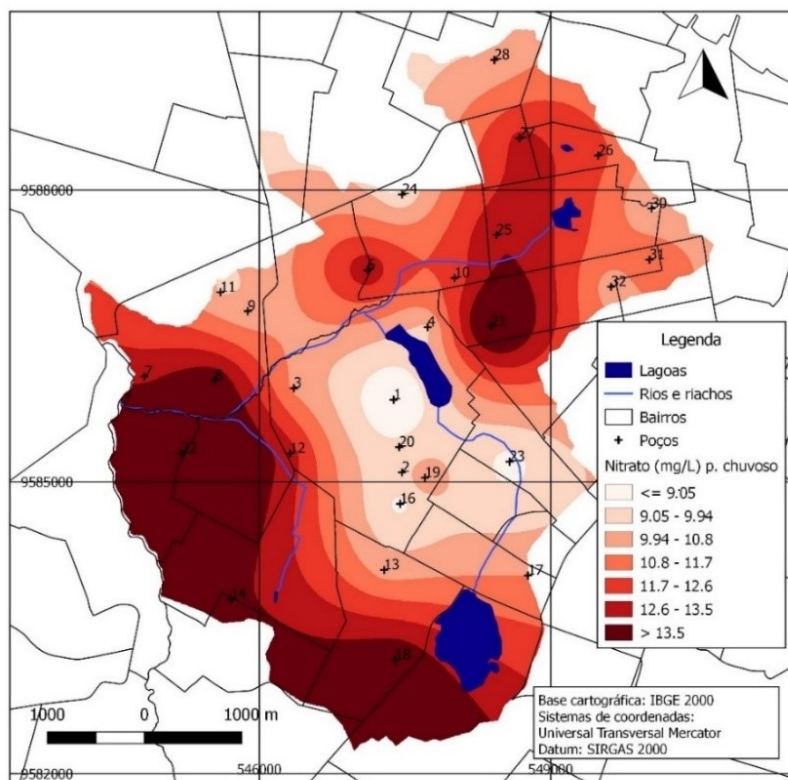 28
27
26
9588000
24
30
25
6
31
10
32
11
9
21
4
Legenda
Lagoas
Rios e riachos
Bairros
Poços
Nitrato (mg/L) p. chuvoso
<= 9.05
9.05 - 9.94
9.94 - 10.8
10.8 - 11.7
11.7 - 12.6
12.6 - 13.5
> 13.5
7
8
3
1
20
12
22
23
9585000
2
19
16
13
17
14
18
1000
0
1000 m
Base cartográfica: IBGE 2000
Sistemas de coordenadas:
Universal Transversal Mercator
Datum: SIRGAS 2000
9582000
546000
549000